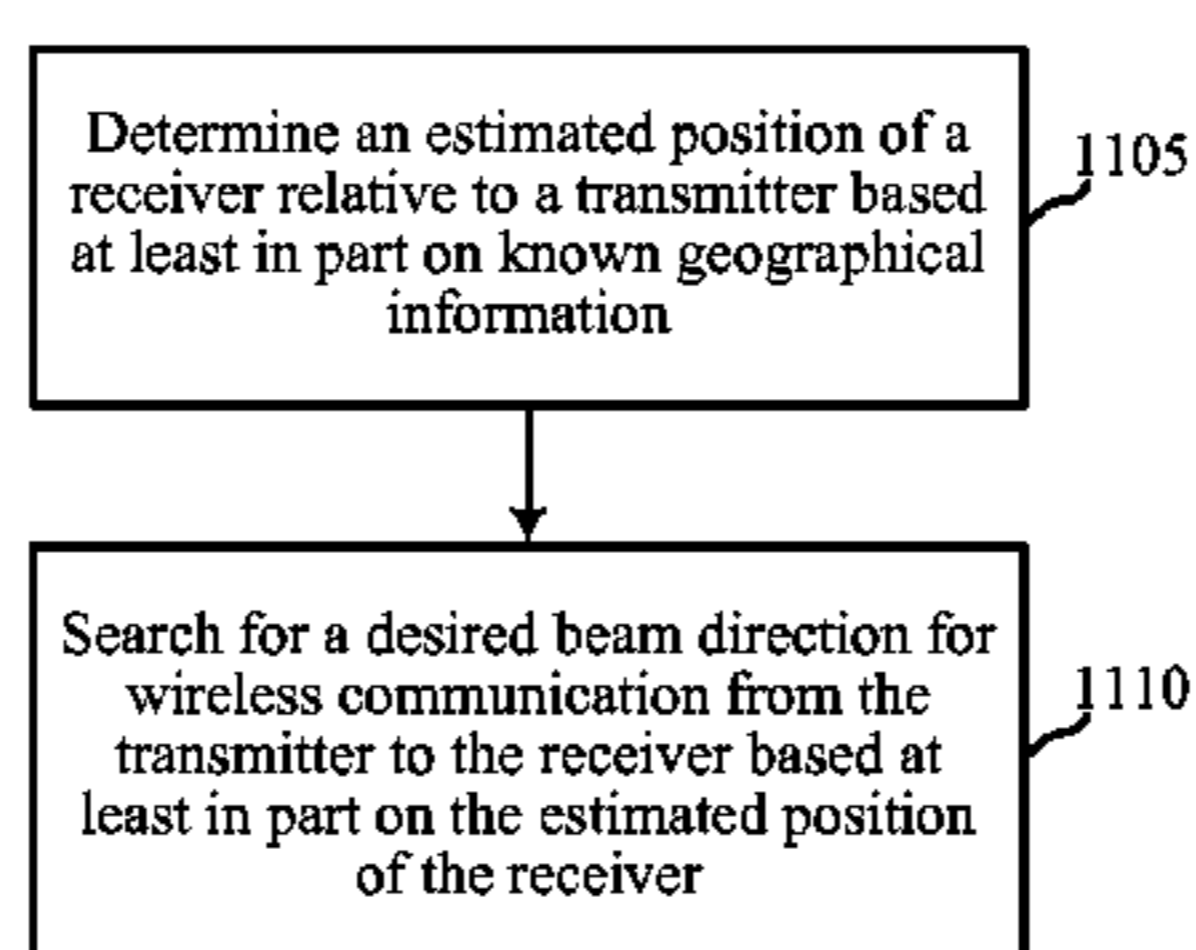 Determine an estimated position of a
receiver relative to a transmitter based
at least in part on known geographical
information
1105
Search for a desired beam direction for
wireless communication from the
transmitter to the receiver based at
least in part on the estimated position
of the receiver
1110